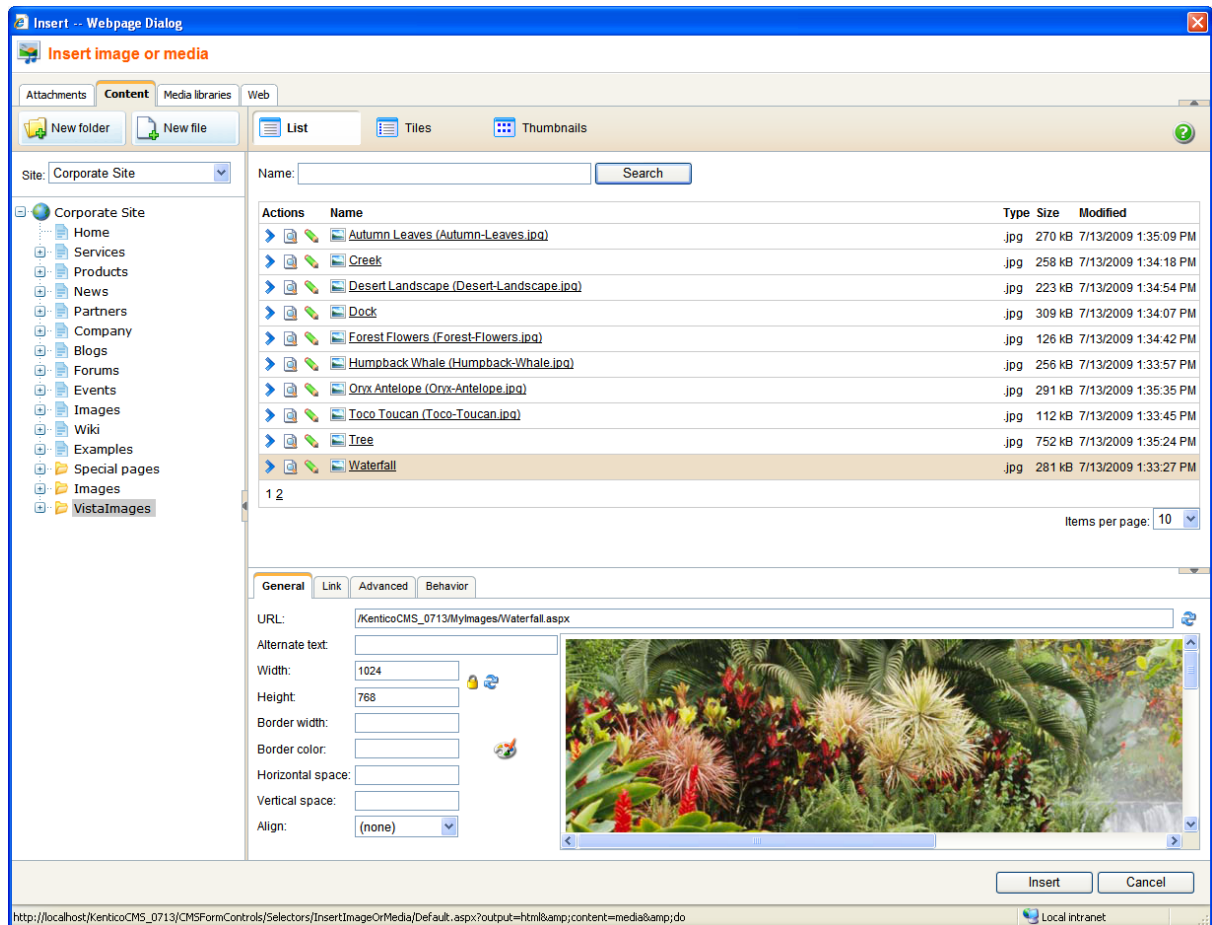 Insert -- Webpage Dialog
Insert image or media
Attachments Content Media libraries Web
New folder New file List Tiles Thumbnails
Site: Corporate Site
Name: Search
Corporate Site
Home
Services
Products
News
Partners
Company
Blogs
Forums
Events
Images
Wiki
Examples
Special pages
Images
VistaImages
Actions Name Type Size Modified
Autumn Leaves (Autumn-Leaves.jpg) .jpg 270 kB 7/13/2009 1:35:09 PM
Creek .jpg 258 kB 7/13/2009 1:34:18 PM
Desert Landscape (Desert-Landscape.jpg) .jpg 223 kB 7/13/2009 1:34:54 PM
Dock .jpg 309 kB 7/13/2009 1:34:07 PM
Forest Flowers (Forest-Flowers.jpg) .jpg 126 kB 7/13/2009 1:34:42 PM
Humpback Whale (Humpback-Whale.jpg) .jpg 256 kB 7/13/2009 1:33:57 PM
Oryx Antelope (Oryx-Antelope.jpg) .jpg 291 kB 7/13/2009 1:35:35 PM
Toco Toucan (Toco-Toucan.jpg) .jpg 112 kB 7/13/2009 1:33:45 PM
Tree .jpg 752 kB 7/13/2009 1:35:24 PM
Waterfall .jpg 281 kB 7/13/2009 1:33:27 PM
1 2
Items per page: 10
General Link Advanced Behavior
URL: /KenticoCMS_0713/MyImages/Waterfall.aspx
Alternate text:
Width: 1024
Height: 768
Border width:
Border color:
Horizontal space:
Vertical space:
Align: (none)
Insert Cancel
http://localhost/KenticoCMS_0713/CMSFormControls/Selectors/InsertImageOrMedia/Default.aspx?output=html&amp;content=media&amp;do Local intranet